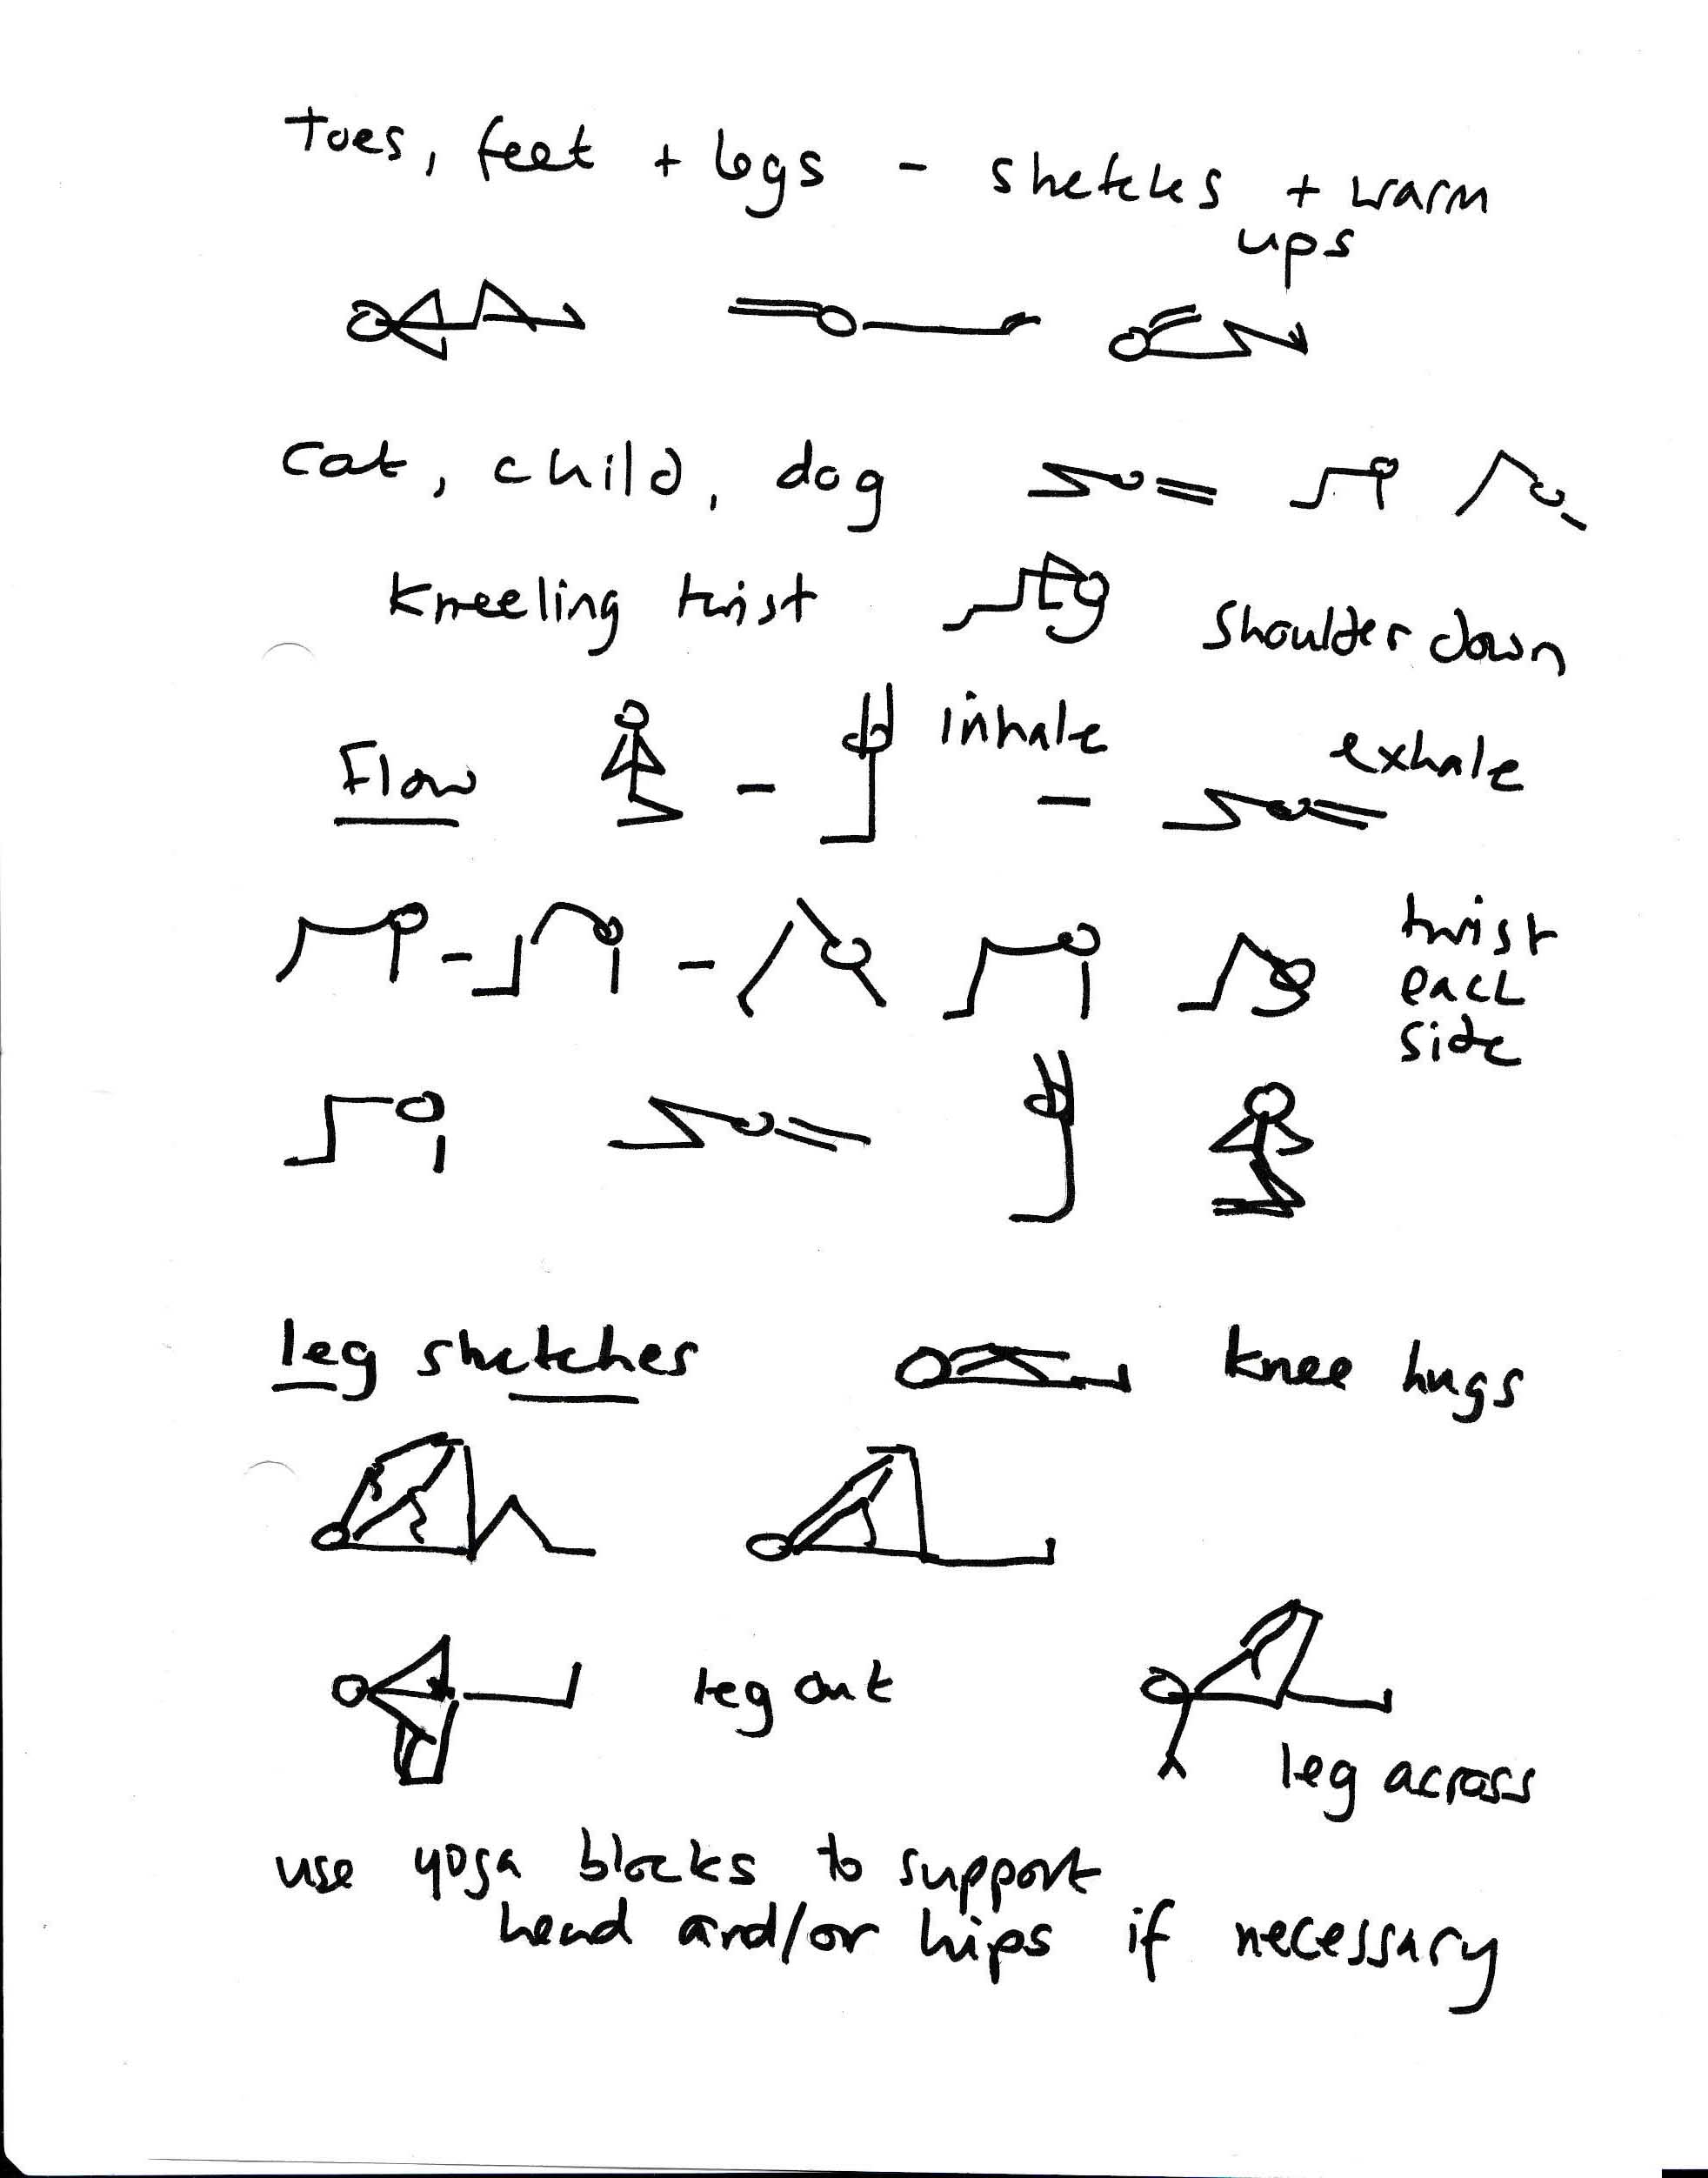 Toes, feet + legs - stretches + warm
ups
cat, child, dog
kneeling twist shoulder down
Flow inhale exhale
twist
each
side
leg stretches knee hugs
leg out
leg across
use yoga blocks to support
head and/or hips if necessary